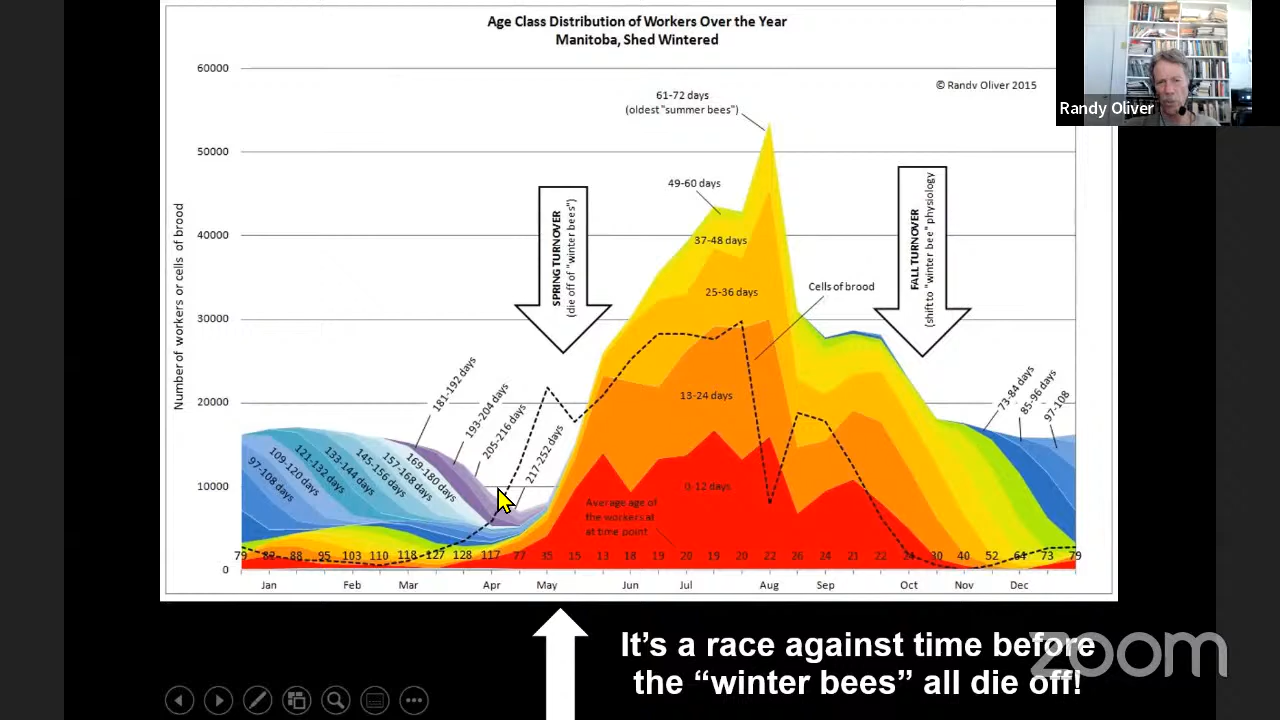 Age Class Distribution of Workers Over the Year
Manitoba, Shed Wintered
© Randy Oliver 2015
Randy Oliver
Number of workers or cells of brood
60000
50000
40000
30000
20000
10000
0
61-72 days
(oldest "summer bees")
49-60 days
37-48 days
25-36 days
13-24 days
0-12 days
Cells of brood
SPRING TURNOVER
(die off of "winter bees")
FALL TURNOVER
(shift to "winter bee" physiology)
97-108 days
109-120 days
121-132 days
133-144 days
145-156 days
157-168 days
169-180 days
181-192 days
193-204 days
205-216 days
217-252 days
73-84 days
85-96 days
97-108
Average age of
the workers at
at time point
79 88 95 103 110 118 127 128 117 77 35 15 13 18 19 20 19 20 22 26 24 21 22 30 40 52 64 73 79
Jan Feb Mar Apr May Jun Jul Aug Sep Oct Nov Dec
It's a race against time before
the “winter bees” all die off!
zoom